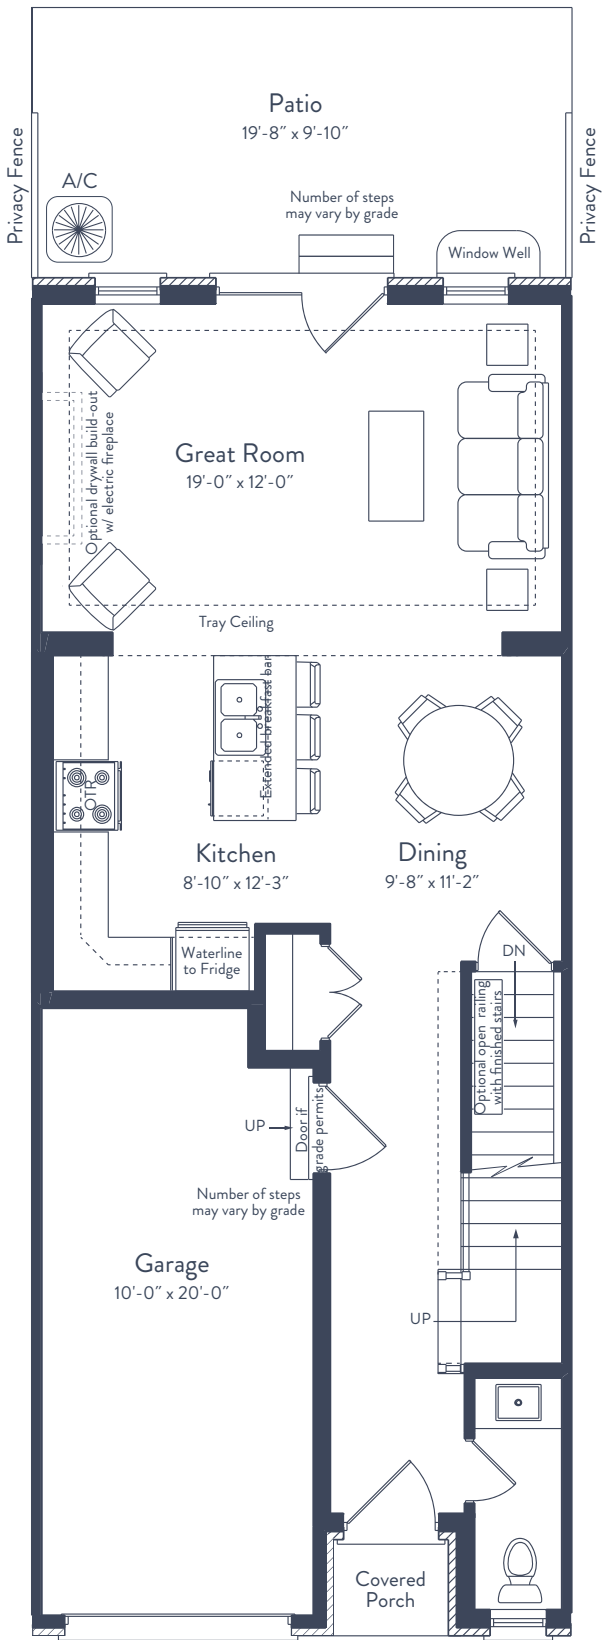 Patio
19'-8" x 9'-10"
Privacy Fence
Privacy Fence
A/C
Number of steps
may vary by grade
Window Well
Optional drywall build-out
w/ electric fireplace
Great Room
19'-0" x 12'-0"
Tray Ceiling
Extended breakfast bar
OTR
Kitchen
8'-10" x 12'-3"
Dining
9'-8" x 11'-2"
Waterline
to Fridge
DN
Optional open railing
with finished stairs
UP
Door if
grade permits
Number of steps
may vary by grade
Garage
10'-0" x 20'-0"
UP
Covered
Porch